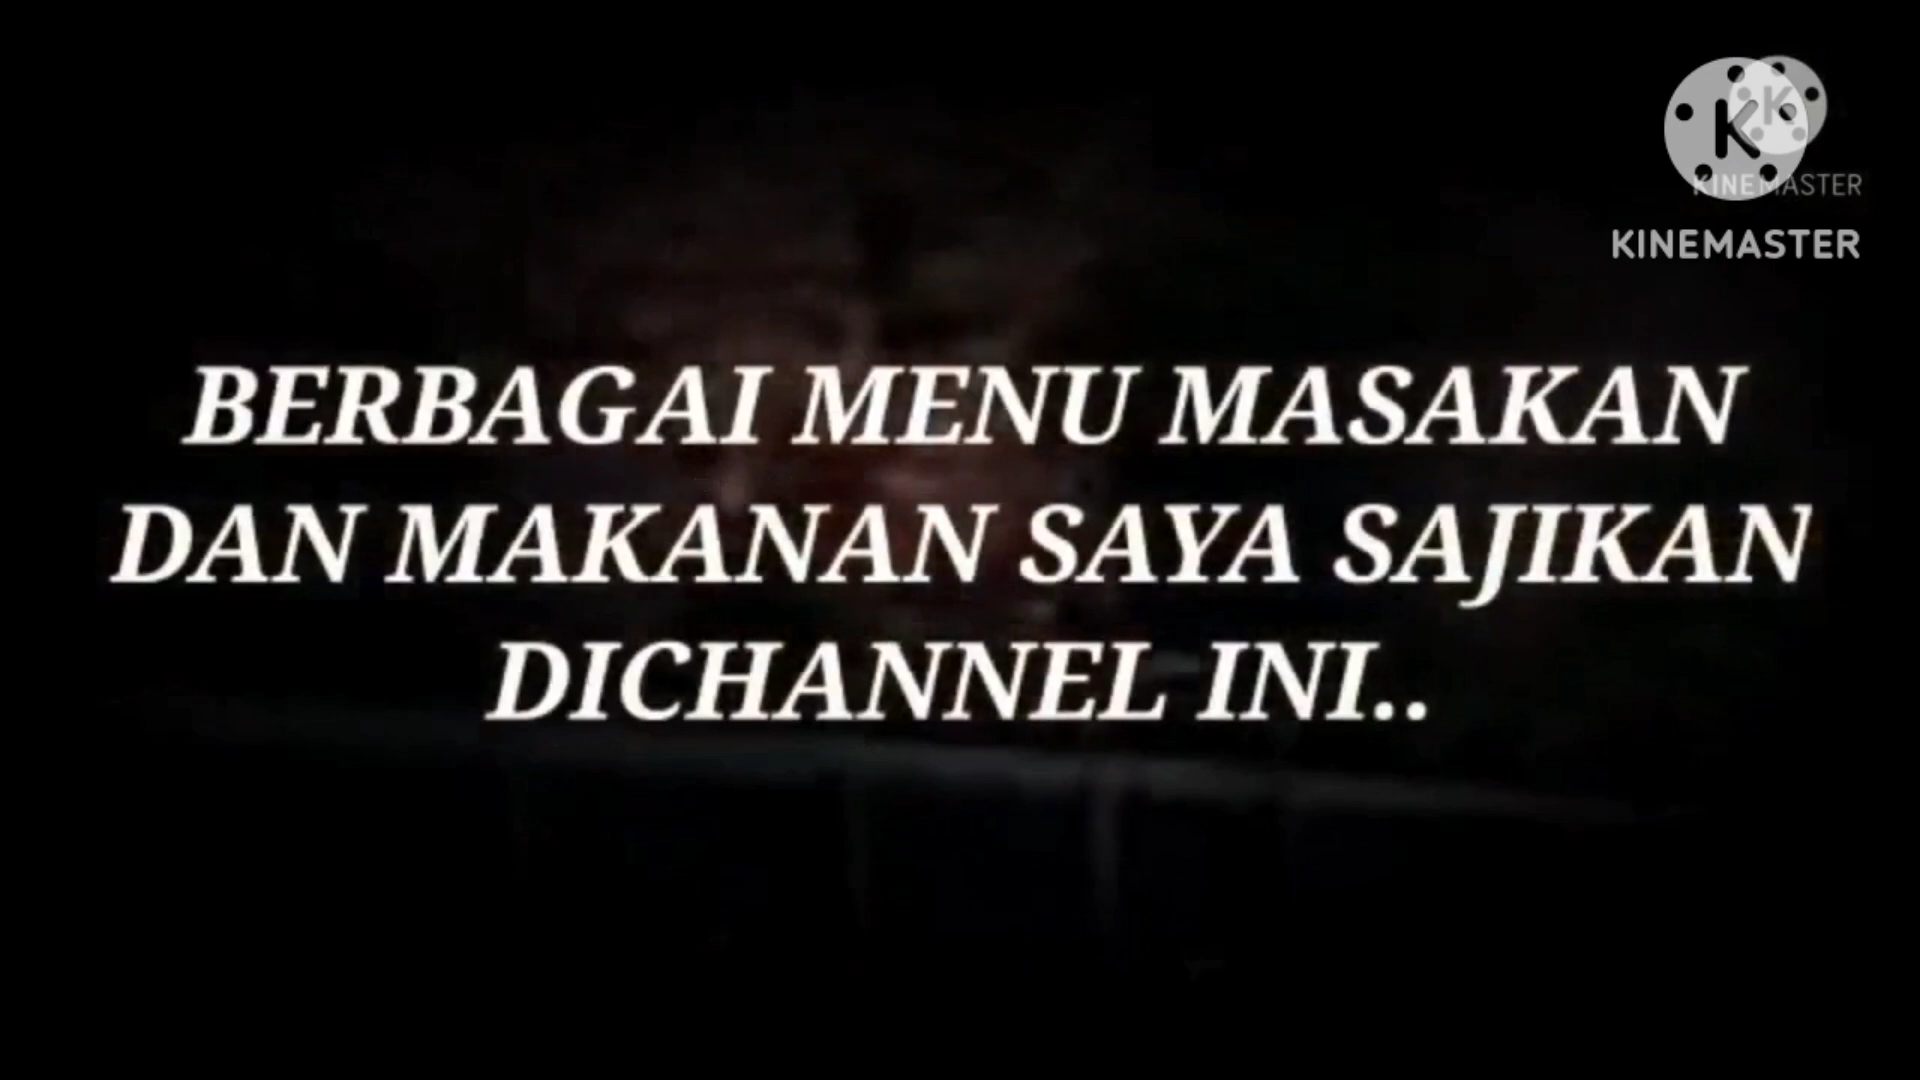 KINEMASTER
KINEMASTER
BERBAGAI MENU MASAKAN
DAN MAKANAN SAYA SAJIKAN
DICHANNEL INI..